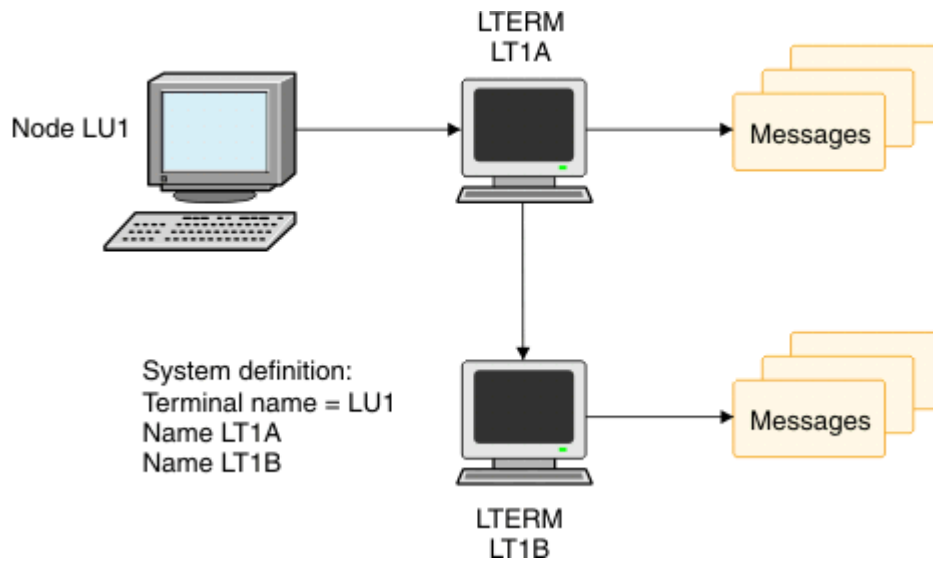 LTERM
LT1A
Node LU1
Messages
System definition:
Terminal name = LU1
Name LT1A
Name LT1B
Messages
LTERM
LT1B